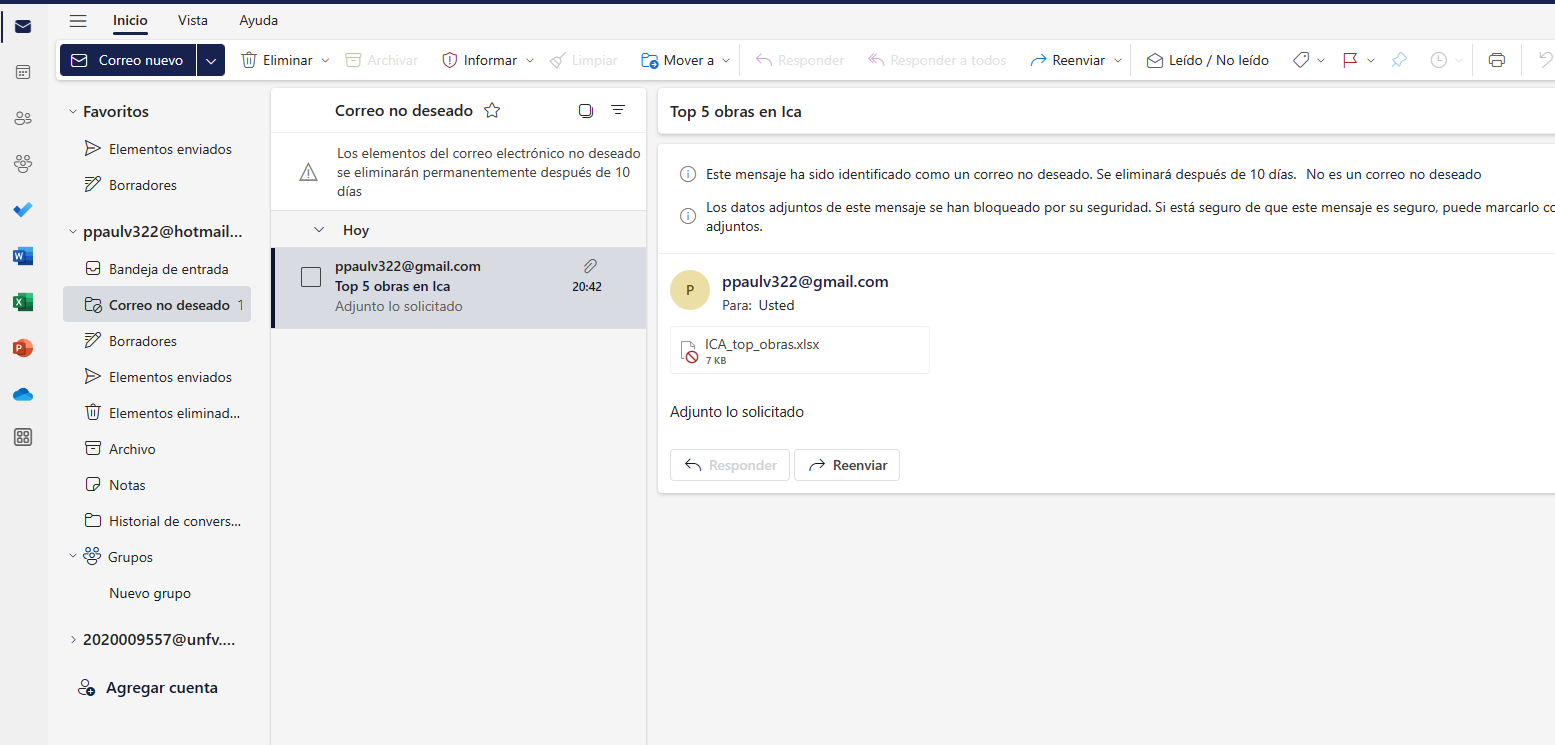 Inicio
Vista
Ayuda
Correo nuevo
Eliminar
Archivar
Informar
Limpiar
Mover a
Responder
Responder a todos
Reenviar
Leído / No leído
Favoritos
Elementos enviados
Borradores
ppaulv322@hotmail...
Bandeja de entrada
Correo no deseado 1
Borradores
Elementos enviados
Elementos eliminad...
Archivo
Notas
Historial de convers...
Grupos
Nuevo grupo
2020009557@unfv....
Agregar cuenta
Correo no deseado
Los elementos del correo electrónico no deseado
se eliminarán permanentemente después de 10
días
Hoy
ppaulv322@gmail.com
Top 5 obras en Ica
20:42
Adjunto lo solicitado
Top 5 obras en Ica
Este mensaje ha sido identificado como un correo no deseado. Se eliminará después de 10 días. No es un correo no deseado
Los datos adjuntos de este mensaje se han bloqueado por su seguridad. Si está seguro de que este mensaje es seguro, puede marcarlo co
adjuntos.
P
ppaulv322@gmail.com
Para: Usted
ICA_top_obras.xlsx
7 KB
Adjunto lo solicitado
Responder
Reenviar